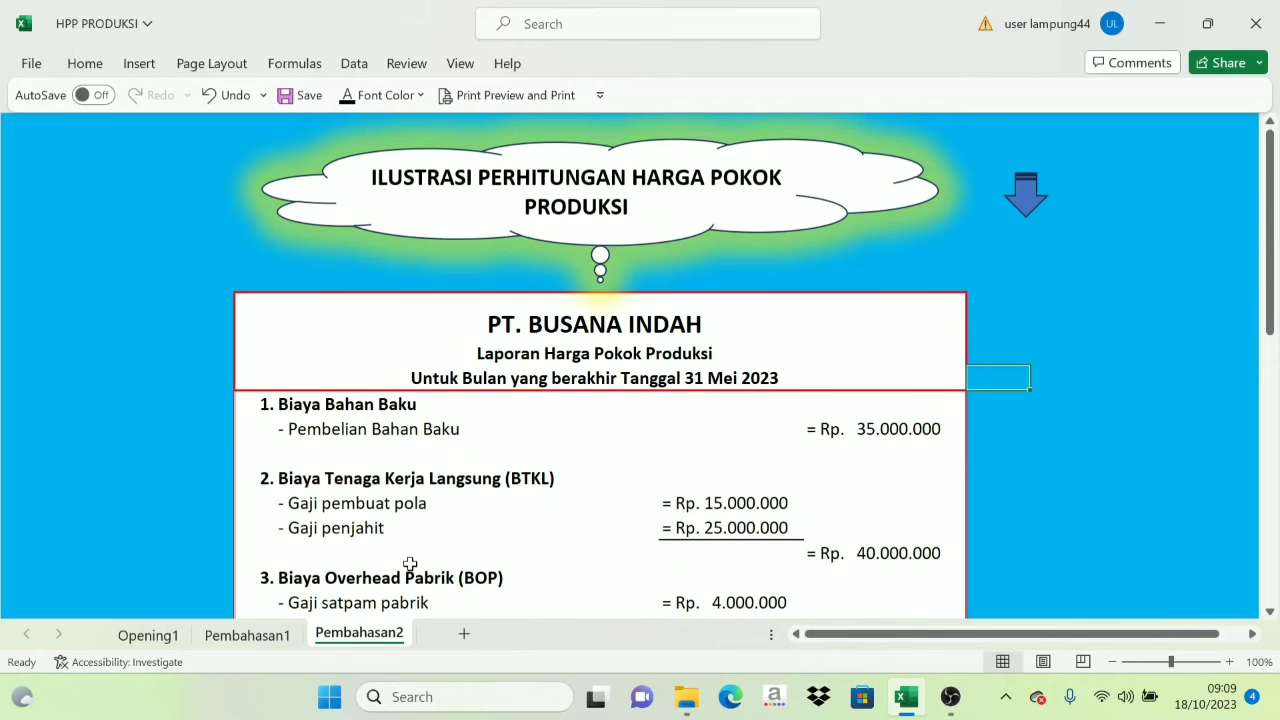 HPP PRODUKSI
Search
user lampung44
UL
File Home Insert Page Layout Formulas Data Review View Help
Comments
Share
AutoSave Off Redo Undo Save Font Color Print Preview and Print
ILUSTRASI PERHITUNGAN HARGA POKOK
PRODUKSI
PT. BUSANA INDAH
Laporan Harga Pokok Produksi
Untuk Bulan yang berakhir Tanggal 31 Mei 2023
1. Biaya Bahan Baku
- Pembelian Bahan Baku = Rp. 35.000.000
2. Biaya Tenaga Kerja Langsung (BTKL)
- Gaji pembuat pola = Rp. 15.000.000
- Gaji penjahit = Rp. 25.000.000
= Rp. 40.000.000
3. Biaya Overhead Pabrik (BOP)
- Gaji satpam pabrik = Rp. 4.000.000
Opening1 Pembahasan1 Pembahasan2
Ready Accessibility: Investigate 100%
Search
09:09
18/10/2023
4